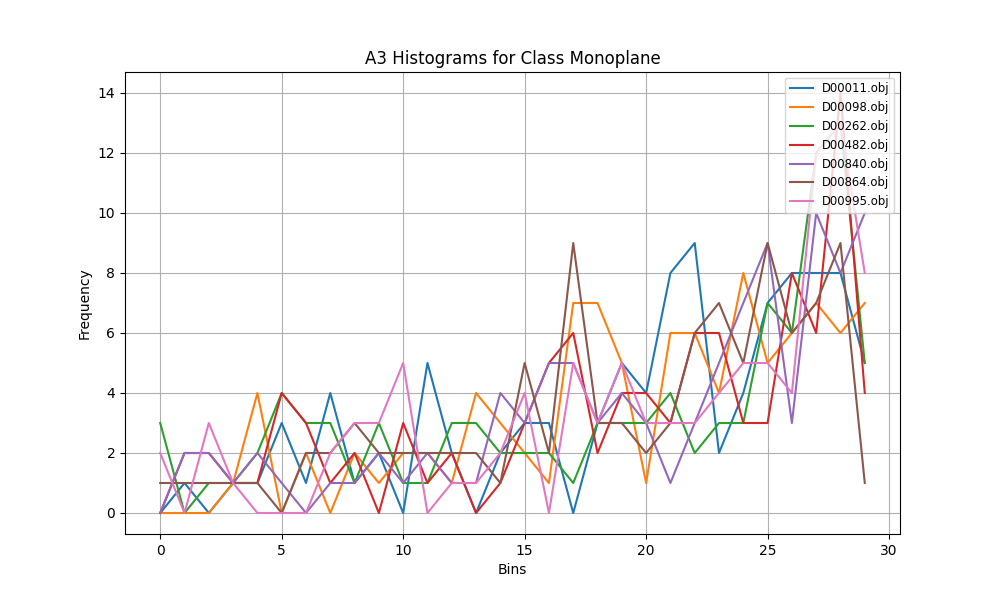 A3 Histograms for Class Monoplane
Frequency
14
12
10
8
6
4
2
0
D00011.obj
D00098.obj
D00262.obj
D00482.obj
D00840.obj
D00864.obj
D00995.obj
0 5 10 15 20 25 30
Bins